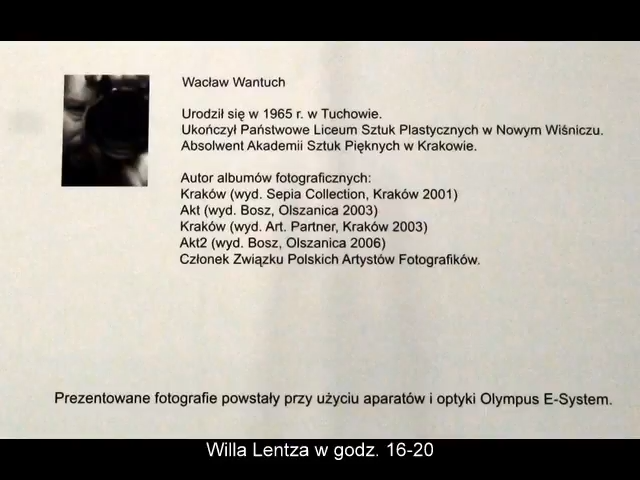 Wacław Wantuch
Urodził się w 1965 r. w Tuchowie.
Ukończył Państwowe Liceum Sztuk Plastycznych w Nowym Wiśniczu.
Absolwent Akademii Sztuk Pięknych w Krakowie.
Autor albumów fotograficznych:
Kraków (wyd. Sepia Collection, Kraków 2001)
Akt (wyd. Bosz, Olszanica 2003)
Kraków (wyd. Art. Partner, Kraków 2003)
Akt2 (wyd. Bosz, Olszanica 2006)
Członek Związku Polskich Artystów Fotografików.
Prezentowane fotografie powstały przy użyciu aparatów i optyki Olympus E-System.
Willa Lentza w godz. 16-20